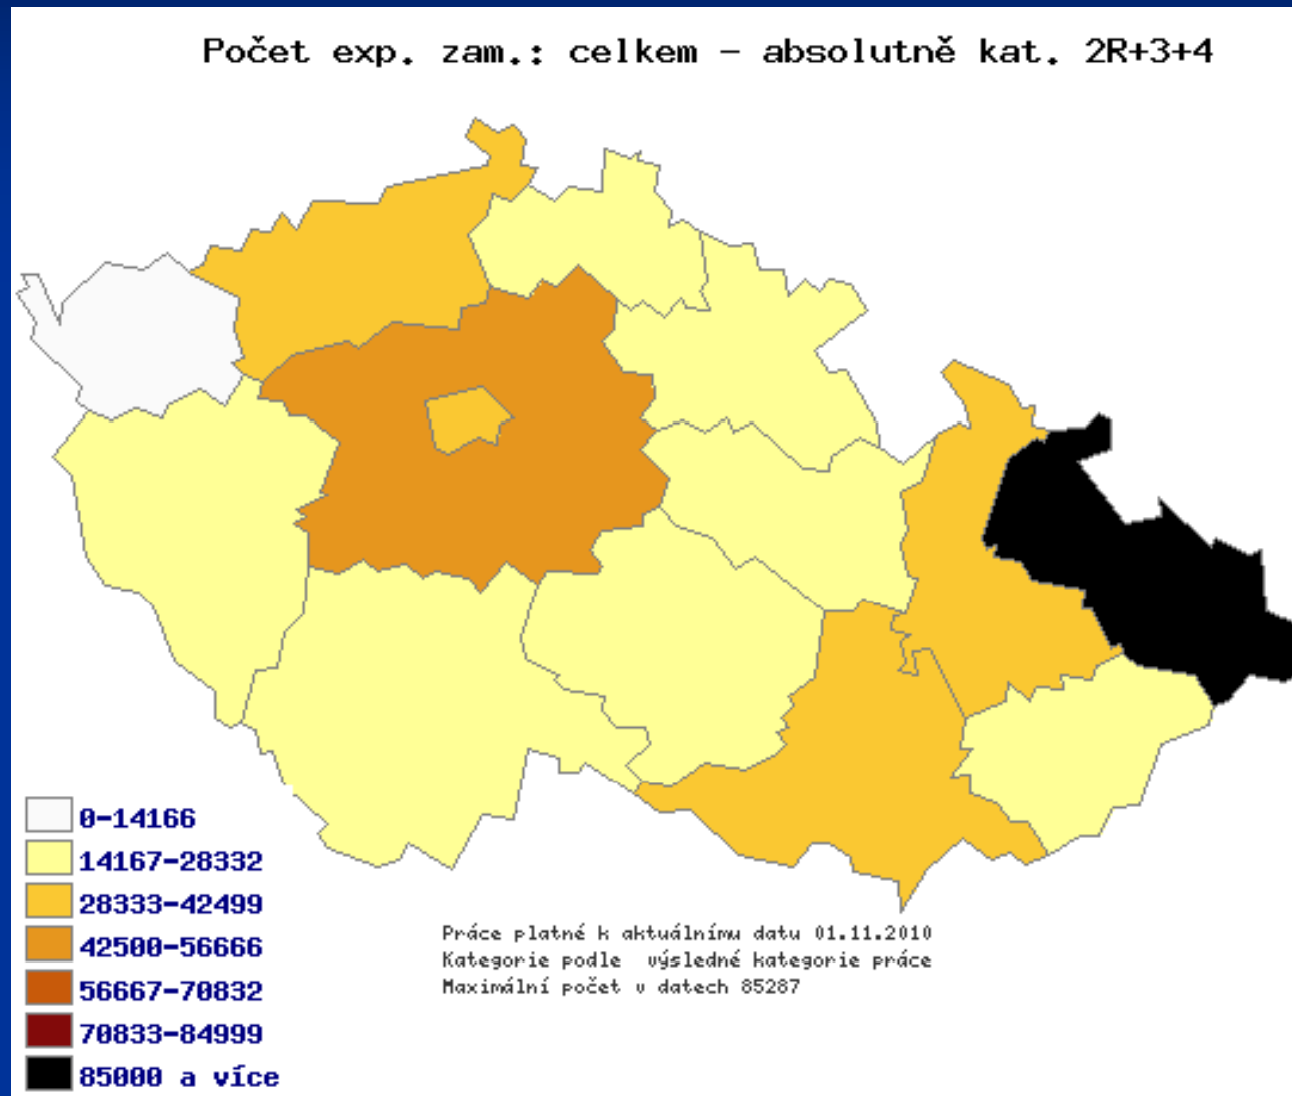 Počet exp. zam.: celkem - absolutně kat. 2R+3+4
0-14166
14167-28332
28333-42499
42500-56666
56667-70832
70833-84999
85000 a více
Práce platné k aktuálnímu datu 01.11.2010
Kategorie podle  výsledné kategorie práce
Maximální počet v datech 85287